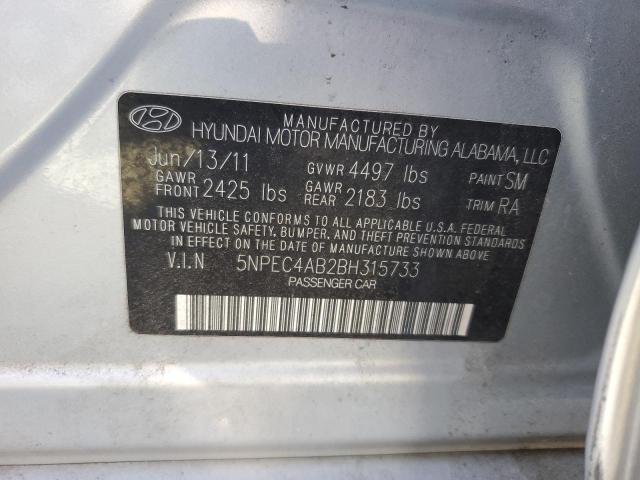 MANUFACTURED BY
HYUNDAI MOTOR MANUFACTURING ALABAMA, LLC
Jun/13/11 GVWR 4497 lbs PAINT SM
GAWR FRONT 2425 lbs GAWR REAR 2183 lbs TRIM RA
THIS VEHICLE CONFORMS TO ALL APPLICABLE U.S.A. FEDERAL
MOTOR VEHICLE SAFETY, BUMPER, AND THEFT PREVENTION STANDARDS
IN EFFECT ON THE DATE OF MANUFACTURE SHOWN ABOVE.
V.I.N 5NPEC4AB2BH315733
PASSENGER CAR